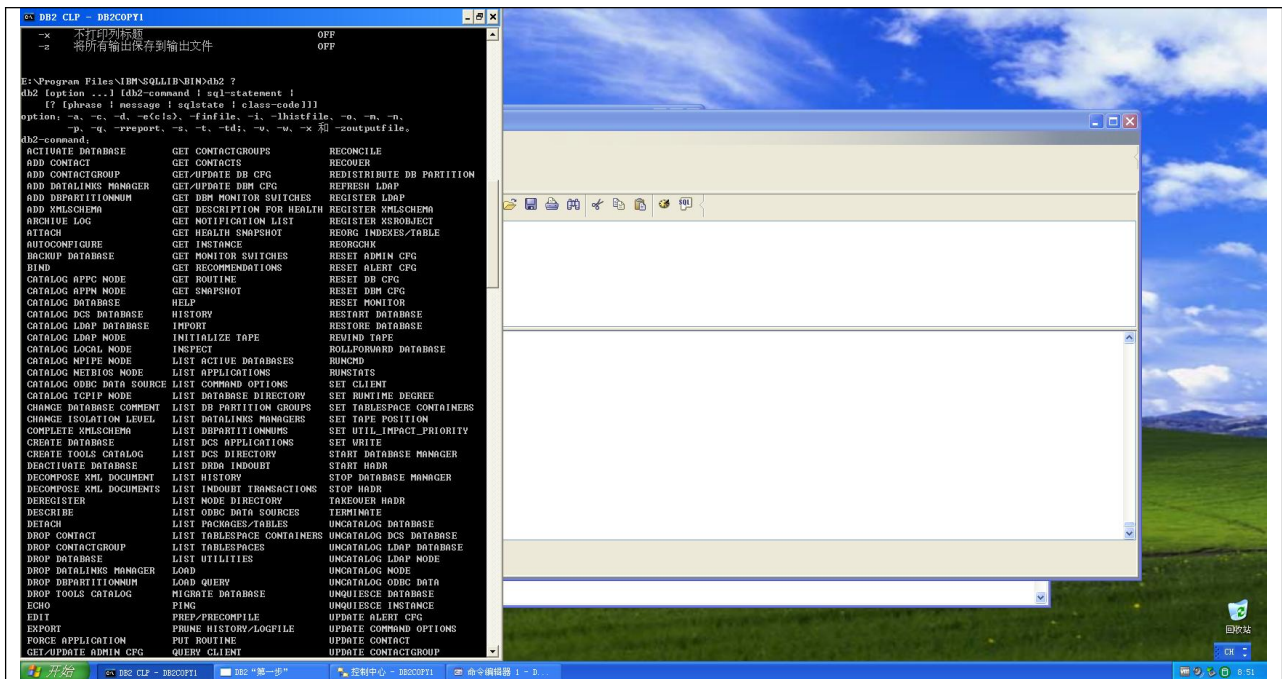 DB2 CLP - DB2COPY1
-x 不打印列标题 OFF
-z 将所有输出保存到输出文件 OFF
E:\Program Files\IBM\SQLLIB\BIN>db2 ?
db2 [option ...] [db2-command | sql-statement |
[? [phrase | message | sqlstate | class-code]]]
option: -a、-c、-d、-e{c|s}、-finfile、-i、-lhistfile、-o、-m、-n、
-p、-q、-rreport、-s、-t、-td;、-v、-w、-x 和 -zoutputfile。
db2-command:
ACTIVATE DATABASE GET CONTACTGROUPS RECONCILE
ADD CONTACT GET CONTACTS RECOVER
ADD CONTACTGROUP GET/UPDATE DB CFG REDISTRIBUTE DB PARTITION
ADD DATALINKS MANAGER GET/UPDATE DBM CFG REFRESH LDAP
ADD DBPARTITIONNUM GET DBM MONITOR SWITCHES REGISTER LDAP
ADD XMLSCHEMA GET DESCRIPTION FOR HEALTH REGISTER XMLSCHEMA
ARCHIVE LOG GET NOTIFICATION LIST REGISTER XSROBJECT
ATTACH GET HEALTH SNAPSHOT REORG INDEXES/TABLE
AUTOCONFIGURE GET INSTANCE REORGCHK
BACKUP DATABASE GET MONITOR SWITCHES RESET ADMIN CFG
BIND GET RECOMMENDATIONS RESET ALERT CFG
CATALOG APPC NODE GET ROUTINE RESET DB CFG
CATALOG APPN NODE GET SNAPSHOT RESET DBM CFG
CATALOG DATABASE HELP RESET MONITOR
CATALOG DCS DATABASE HISTORY RESTART DATABASE
CATALOG LDAP DATABASE IMPORT RESTORE DATABASE
CATALOG LDAP NODE INITIALIZE TAPE REWIND TAPE
CATALOG LOCAL NODE INSPECT ROLLFORWARD DATABASE
CATALOG NPIPE NODE LIST ACTIVE DATABASES RUNCMD
CATALOG NETBIOS NODE LIST APPLICATIONS RUNSTATS
CATALOG ODBC DATA SOURCE LIST COMMAND OPTIONS SET CLIENT
CATALOG TCPIP NODE LIST DATABASE DIRECTORY SET RUNTIME DEGREE
CHANGE DATABASE COMMENT LIST DB PARTITION GROUPS SET TABLESPACE CONTAINERS
CHANGE ISOLATION LEVEL LIST DATALINKS MANAGERS SET TAPE POSITION
COMPLETE XMLSCHEMA LIST DBPARTITIONNUMS SET UTIL_IMPACT_PRIORITY
CREATE DATABASE LIST DCS APPLICATIONS SET WRITE
CREATE TOOLS CATALOG LIST DCS DIRECTORY START DATABASE MANAGER
DEACTIVATE DATABASE LIST DRDA INDOUBT START HADR
DECOMPOSE XML DOCUMENT LIST HISTORY STOP DATABASE MANAGER
DECOMPOSE XML DOCUMENTS LIST INDOUBT TRANSACTIONS STOP HADR
DEREGISTER LIST NODE DIRECTORY TAKEOVER HADR
DESCRIBE LIST ODBC DATA SOURCES TERMINATE
DETACH LIST PACKAGES/TABLES UNCATALOG DATABASE
DROP CONTACT LIST TABLESPACE CONTAINERS UNCATALOG DCS DATABASE
DROP CONTACTGROUP LIST TABLESPACES UNCATALOG LDAP DATABASE
DROP DATABASE LIST UTILITIES UNCATALOG LDAP NODE
DROP DATALINKS MANAGER LOAD UNCATALOG NODE
DROP DBPARTITIONNUM LOAD QUERY UNCATALOG ODBC DATA
DROP TOOLS CATALOG MIGRATE DATABASE UNQUIESCE DATABASE
ECHO PING UNQUIESCE INSTANCE
EDIT PREP/PRECOMPILE UPDATE ALERT CFG
EXPORT PRUNE HISTORY/LOGFILE UPDATE COMMAND OPTIONS
FORCE APPLICATION PUT ROUTINE UPDATE CONTACT
GET/UPDATE ADMIN CFG QUERY CLIENT UPDATE CONTACTGROUP
SQL
回收站
CH
开始 DB2 CLP - DB2COPY1 DB2 “第一步” 控制中心 - DB2COPY1 命令编辑器 1 - D... 8:51